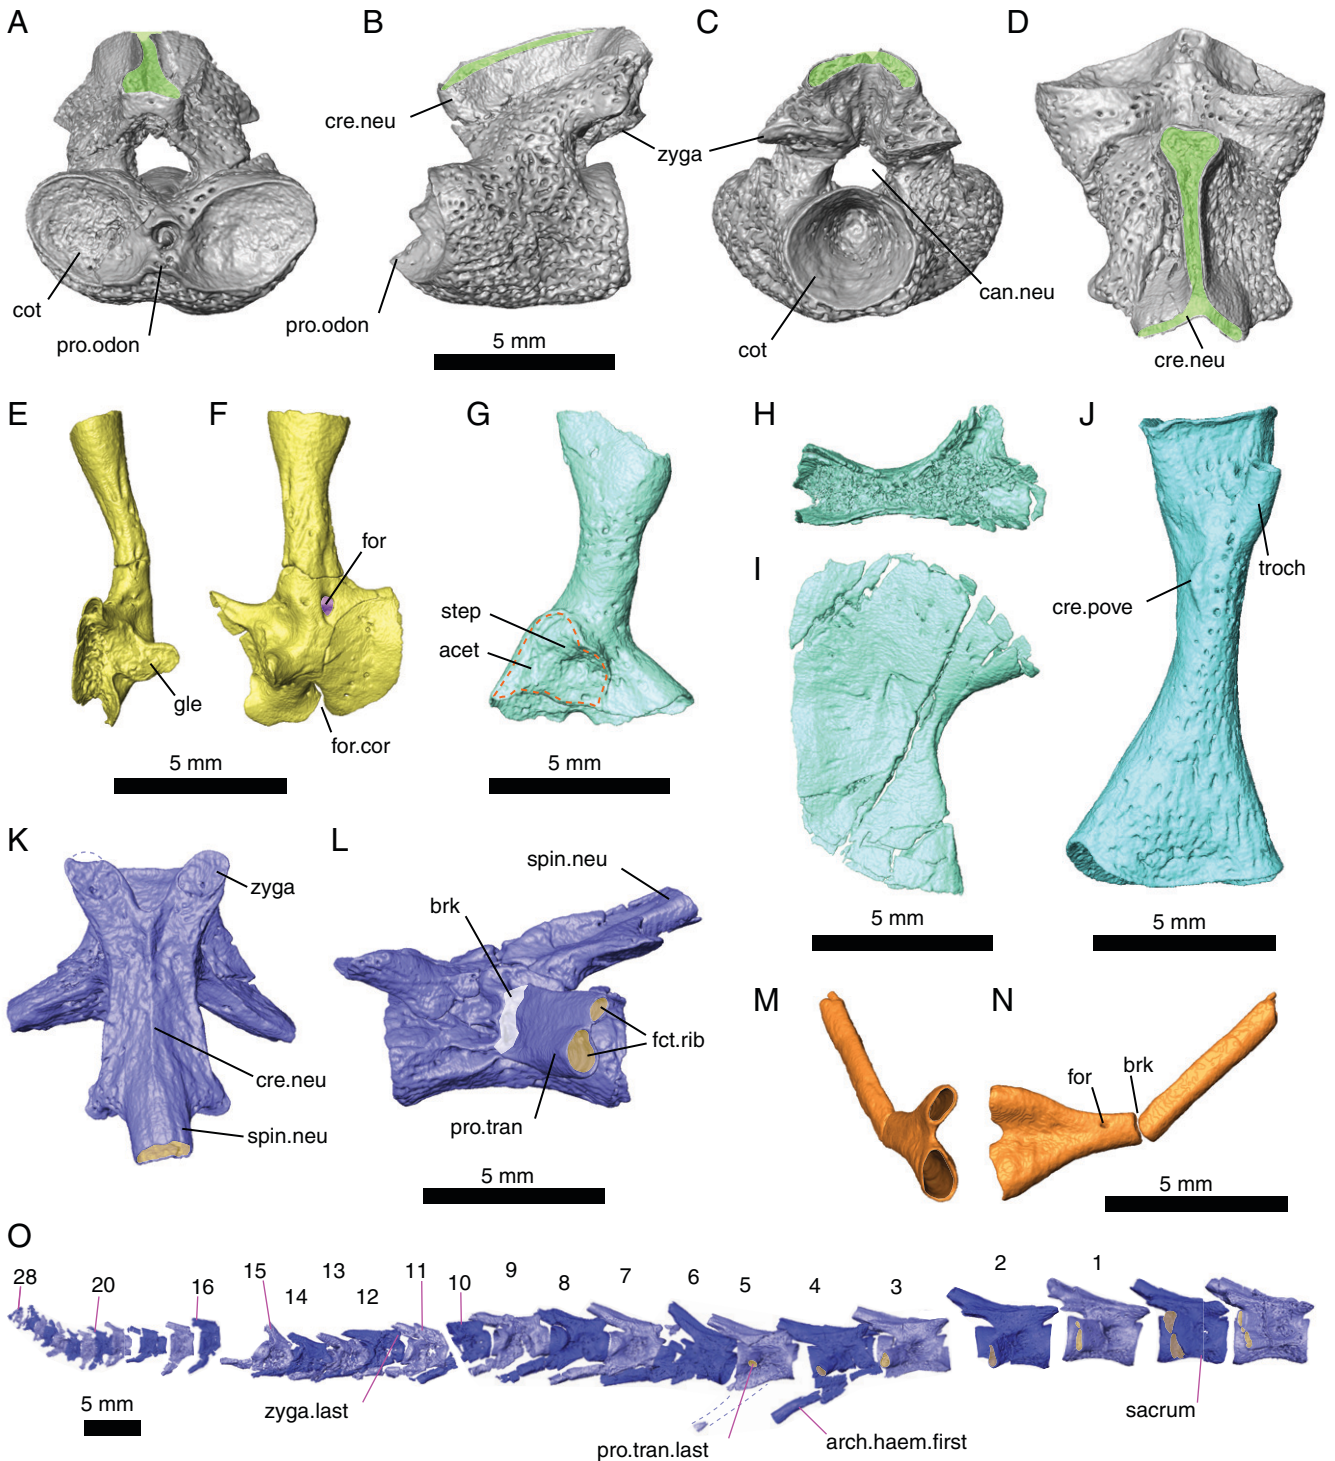 A
B
C
D
cre.neu
zyga
cot
pro.odon
pro.odon
5 mm
cot
can.neu
cre.neu
E
F
G
H
J
for
step
acet
gle
for.cor
I
cre.pove
troch
5 mm
5 mm
5 mm
5 mm
K
L
zyga
cre.neu
spin.neu
spin.neu
brk
fct.rib
pro.tran
5 mm
M
N
for
brk
5 mm
O
28
20
16
15
14
13
12
11
10
9
8
7
6
5
4
3
2
1
5 mm
zyga.last
pro.tran.last
arch.haem.first
sacrum